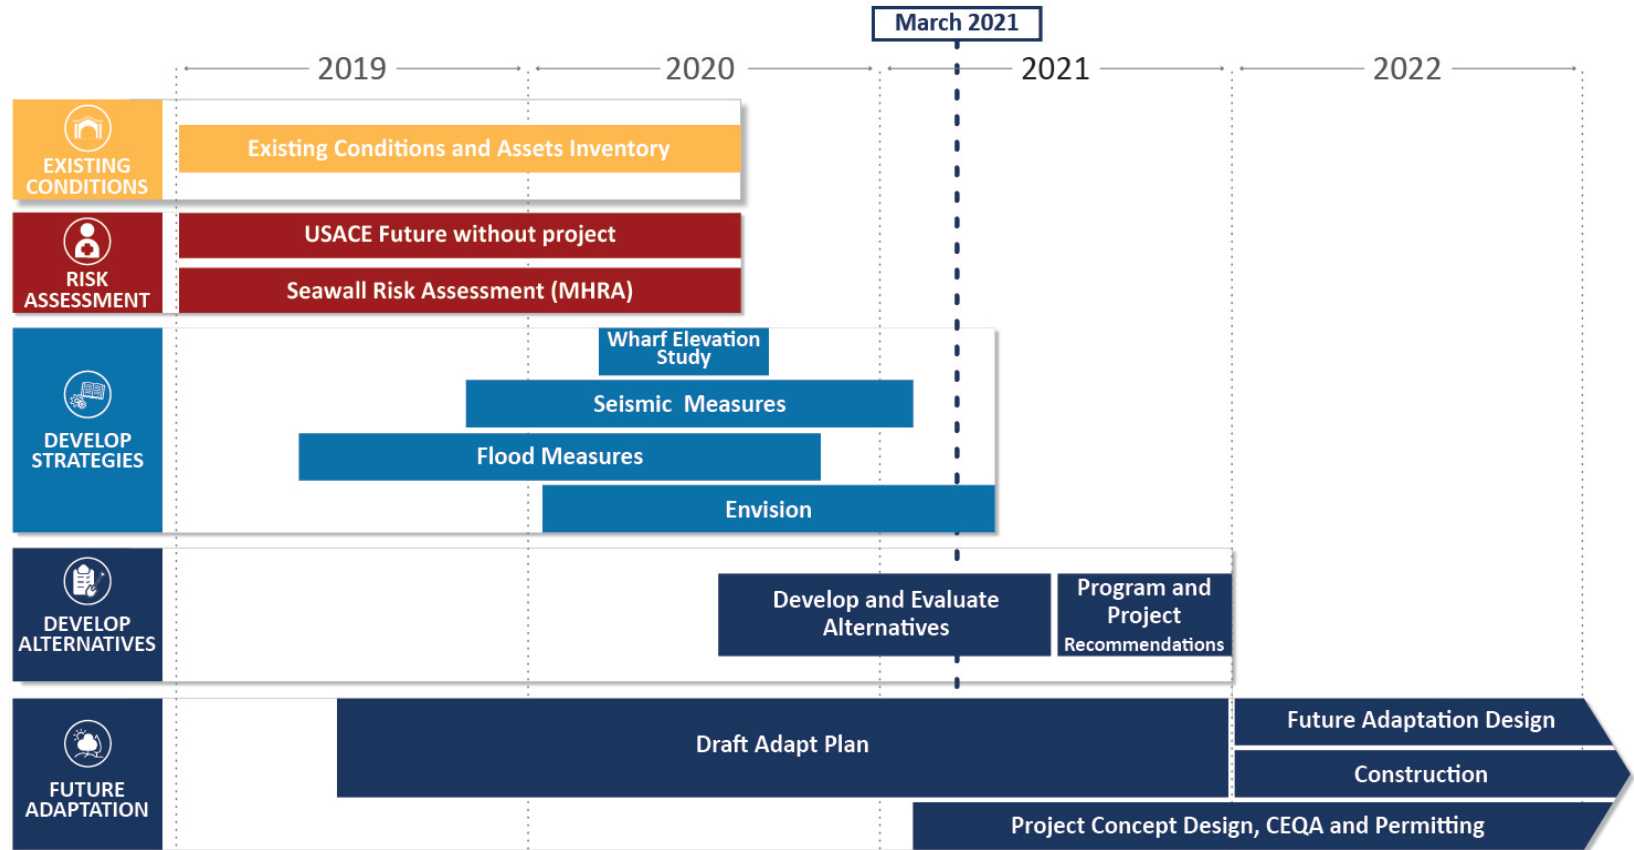 March 2021
2019
2020
2021
2022
EXISTING
CONDITIONS
Existing Conditions and Assets Inventory
RISK
ASSESSMENT
USACE Future without project
Seawall Risk Assessment (MHRA)
DEVELOP
STRATEGIES
Wharf Elevation
Study
Seismic Measures
Flood Measures
Envision
DEVELOP
ALTERNATIVES
Develop and Evaluate
Alternatives
Program and
Project
Recommendations
FUTURE
ADAPTATION
Draft Adapt Plan
Future Adaptation Design
Construction
Project Concept Design, CEQA and Permitting